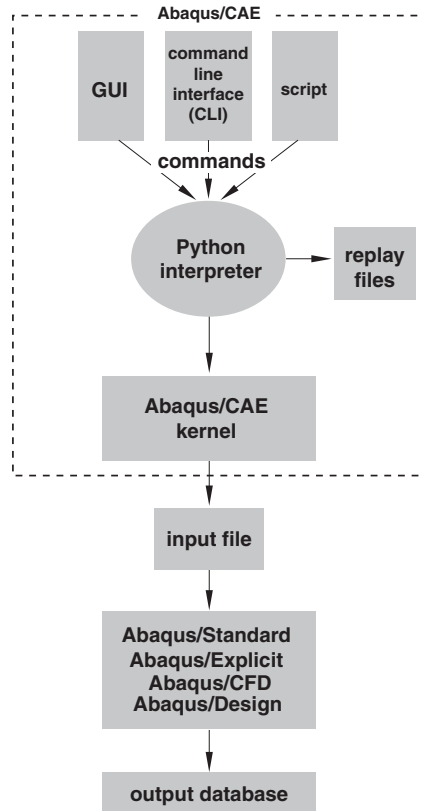 Abaqus/CAE
GUI
command
line
interface
(CLI)
script
commands
Python
interpreter
replay
files
Abaqus/CAE
kernel
input file
Abaqus/Standard
Abaqus/Explicit
Abaqus/CFD
Abaqus/Design
output database